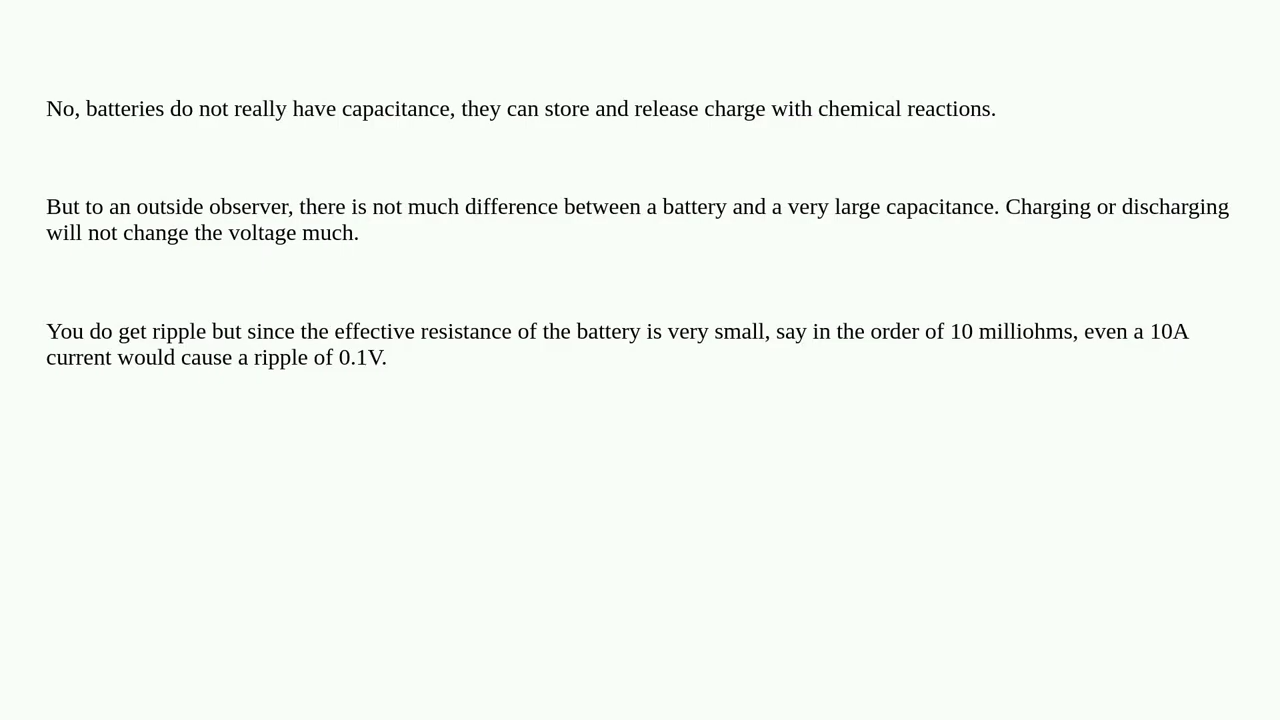 No, batteries do not really have capacitance, they can store and release charge with chemical reactions.
But to an outside observer, there is not much difference between a battery and a very large capacitance. Charging or discharging
will not change the voltage much.
You do get ripple but since the effective resistance of the battery is very small, say in the order of 10 milliohms, even a 10A
current would cause a ripple of 0.1V.